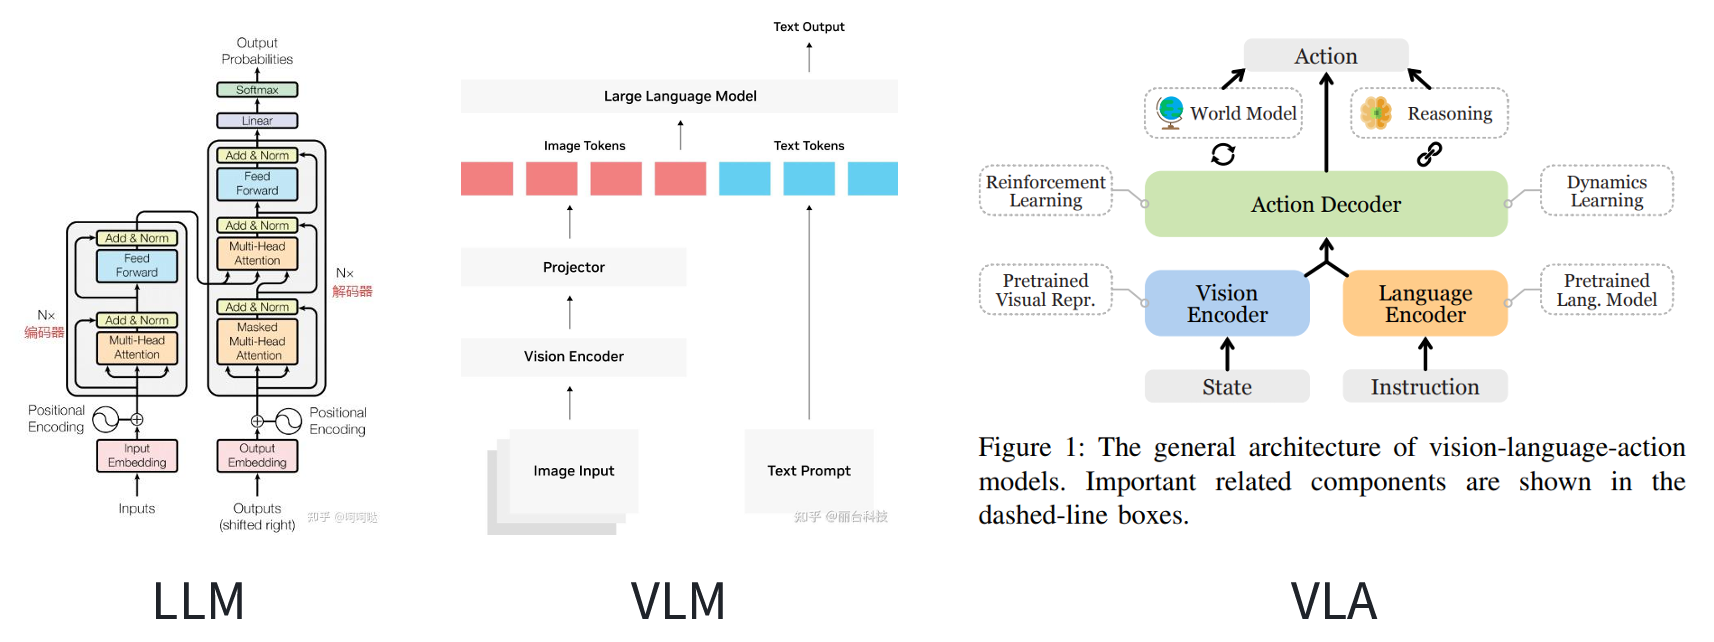 Output
Probabilities
Softmax
Linear
Add & Norm
Feed
Forward
Add & Norm
Multi-Head
Attention
Add & Norm
Masked
Multi-Head
Attention
N×
解码器
Add & Norm
Feed
Forward
Add & Norm
Multi-Head
Attention
N×
编码器
Positional
Encoding
Positional
Encoding
Input
Embedding
Output
Embedding
Inputs
Outputs
(shifted right)
知乎 @呵呵哒
LLM
Text Output
Large Language Model
Image Tokens
Text Tokens
Projector
Vision Encoder
Image Input
Text Prompt
知乎 @丽台科技
VLM
Action
World Model
Reasoning
Reinforcement
Learning
Action Decoder
Dynamics
Learning
Pretrained
Visual Repr.
Vision
Encoder
Language
Encoder
Pretrained
Lang. Model
State
Instruction
Figure 1: The general architecture of vision-language-action
models. Important related components are shown in the
dashed-line boxes.
VLA